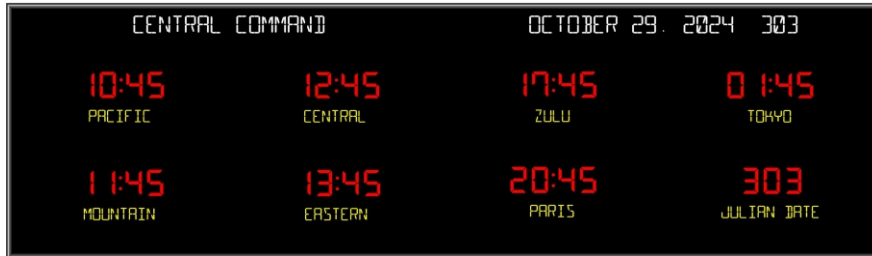 CENTRAL COMMAND OCTOBER 29. 2024 303
10:45 12:45 17:45 01:45
PACIFIC CENTRAL ZULU TOKYO
11:45 13:45 20:45 303
MOUNTAIN EASTERN PARIS JULIAN DATE